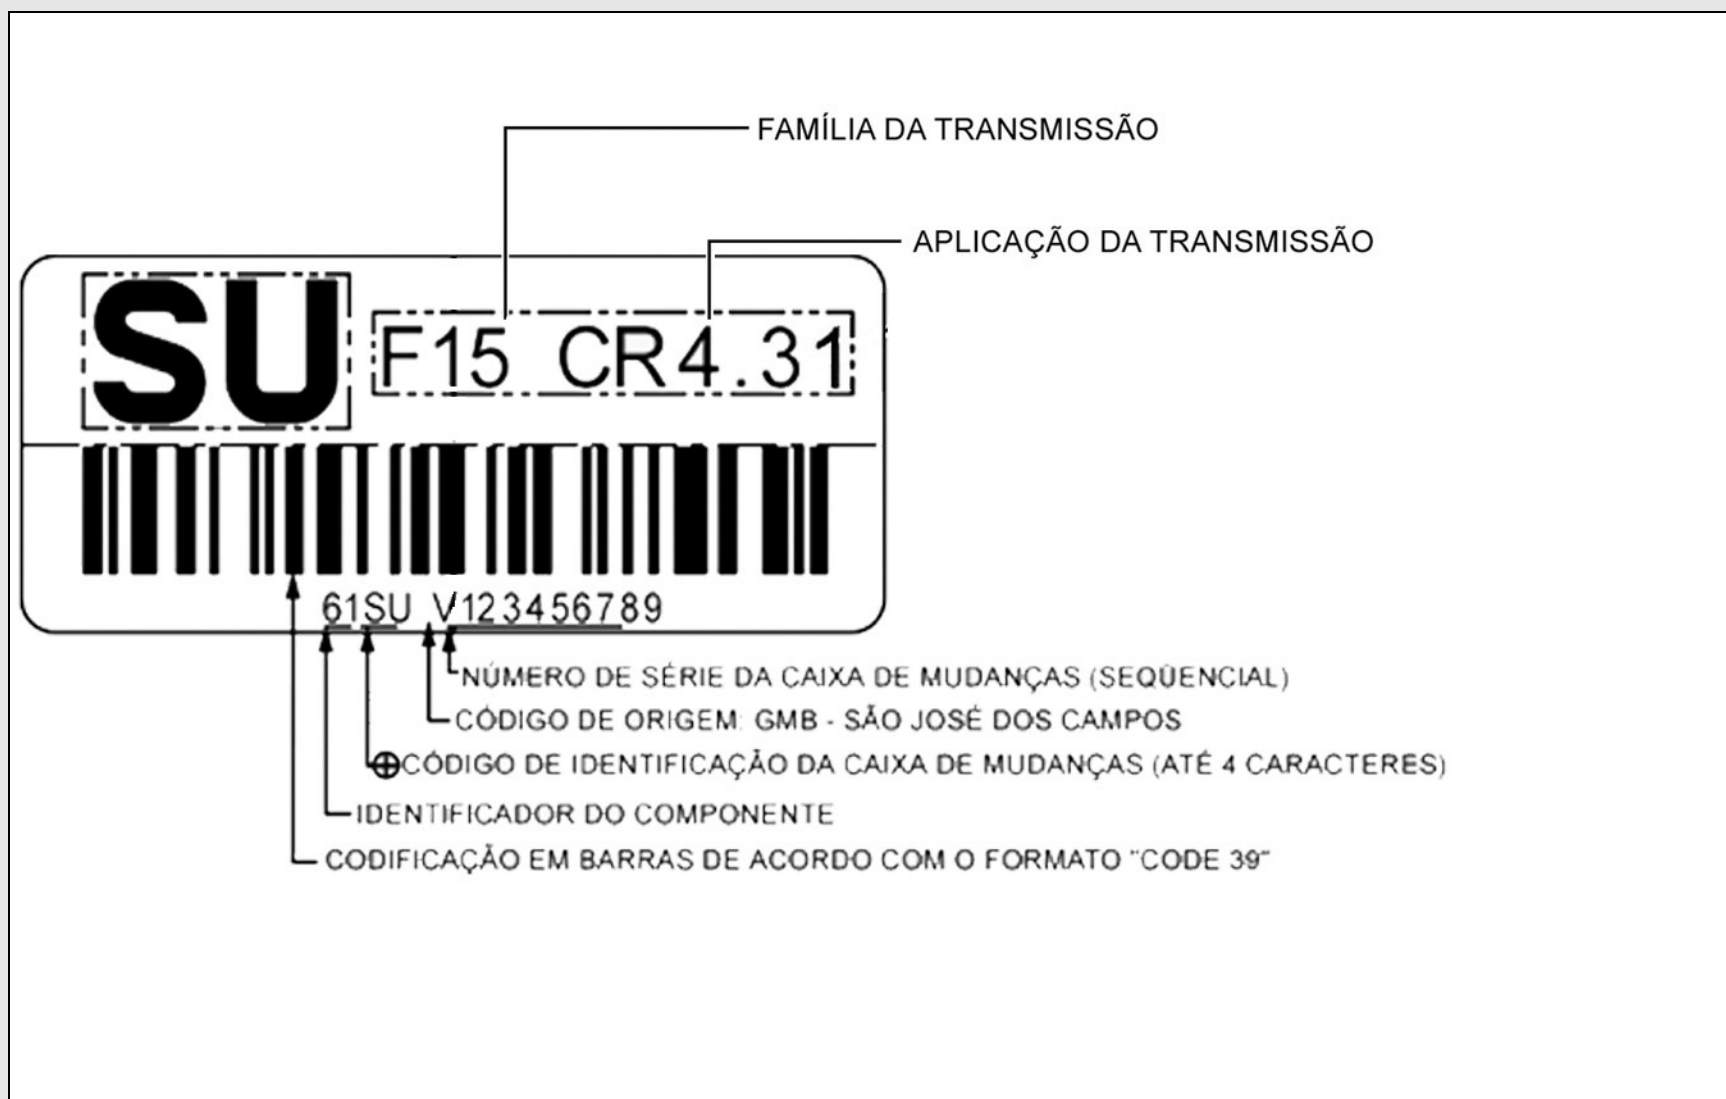 FAMÍLIA DA TRANSMISSÃO
APLICAÇÃO DA TRANSMISSÃO
SU
F15 CR4.31
61SU V123456789
NÚMERO DE SÉRIE DA CAIXA DE MUDANÇAS (SEQÜENCIAL)
CÓDIGO DE ORIGEM: GMB - SÃO JOSÉ DOS CAMPOS
CÓDIGO DE IDENTIFICAÇÃO DA CAIXA DE MUDANÇAS (ATÉ 4 CARACTERES)
IDENTIFICADOR DO COMPONENTE
CODIFICAÇÃO EM BARRAS DE ACORDO COM O FORMATO "CODE 39"